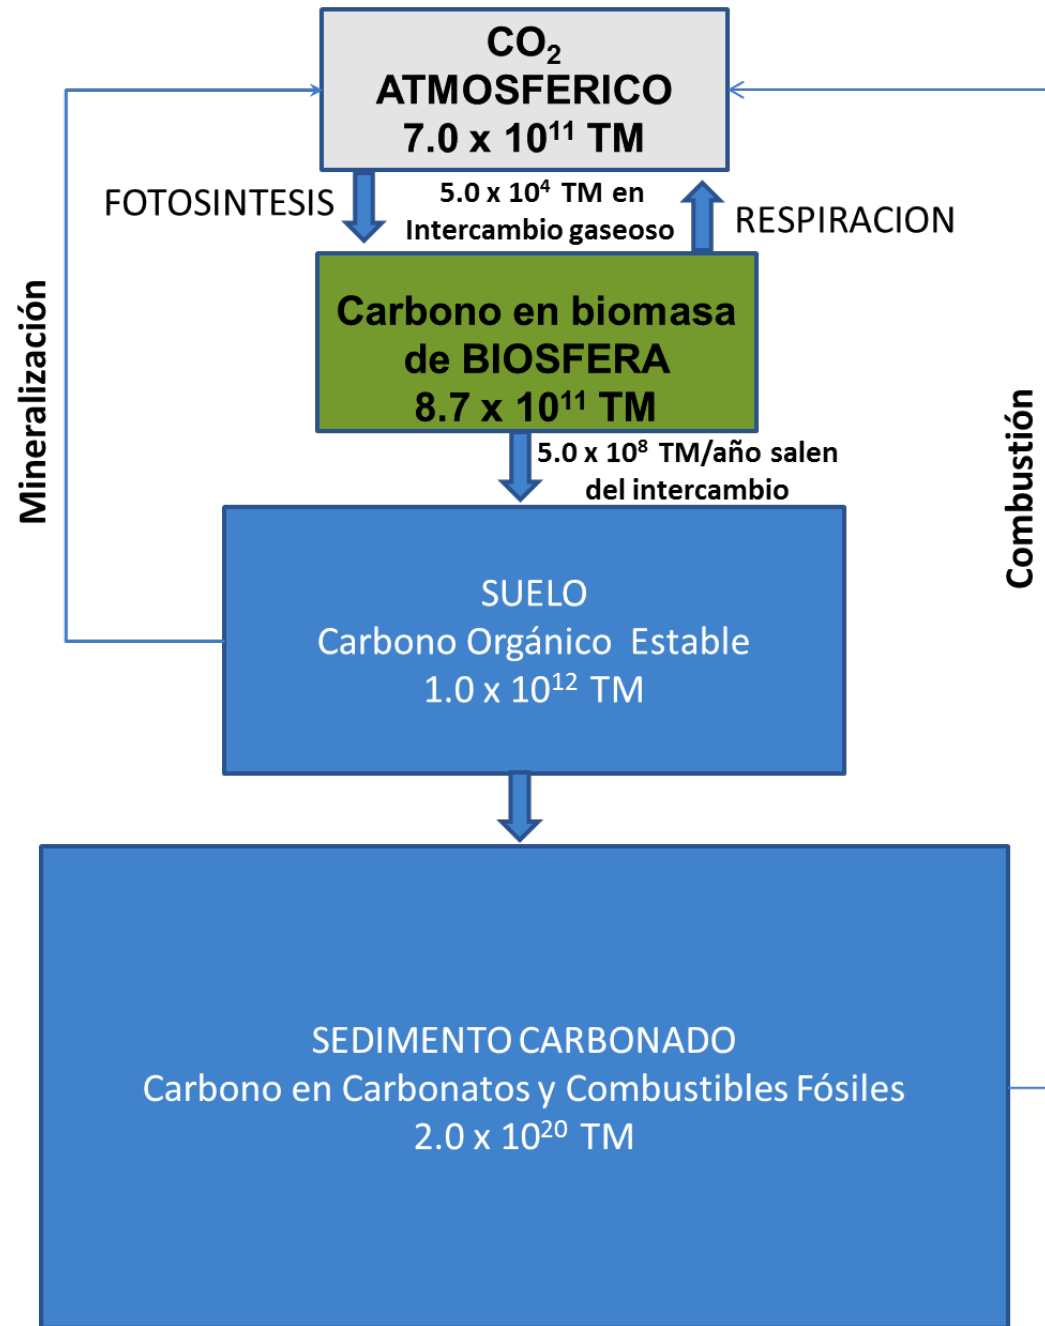 CO₂
ATMOSFERICO
7.0 x 10¹¹ TM
FOTOSINTESIS
5.0 x 10⁴ TM en
Intercambio gaseoso
RESPIRACION
Carbono en biomasa
de BIOSFERA
8.7 x 10¹¹ TM
5.0 x 10⁸ TM/año salen
del intercambio
Mineralización
Combustión
SUELO
Carbono Orgánico Estable
1.0 x 10¹² TM
SEDIMENTO CARBONADO
Carbono en Carbonatos y Combustibles Fósiles
2.0 x 10²⁰ TM